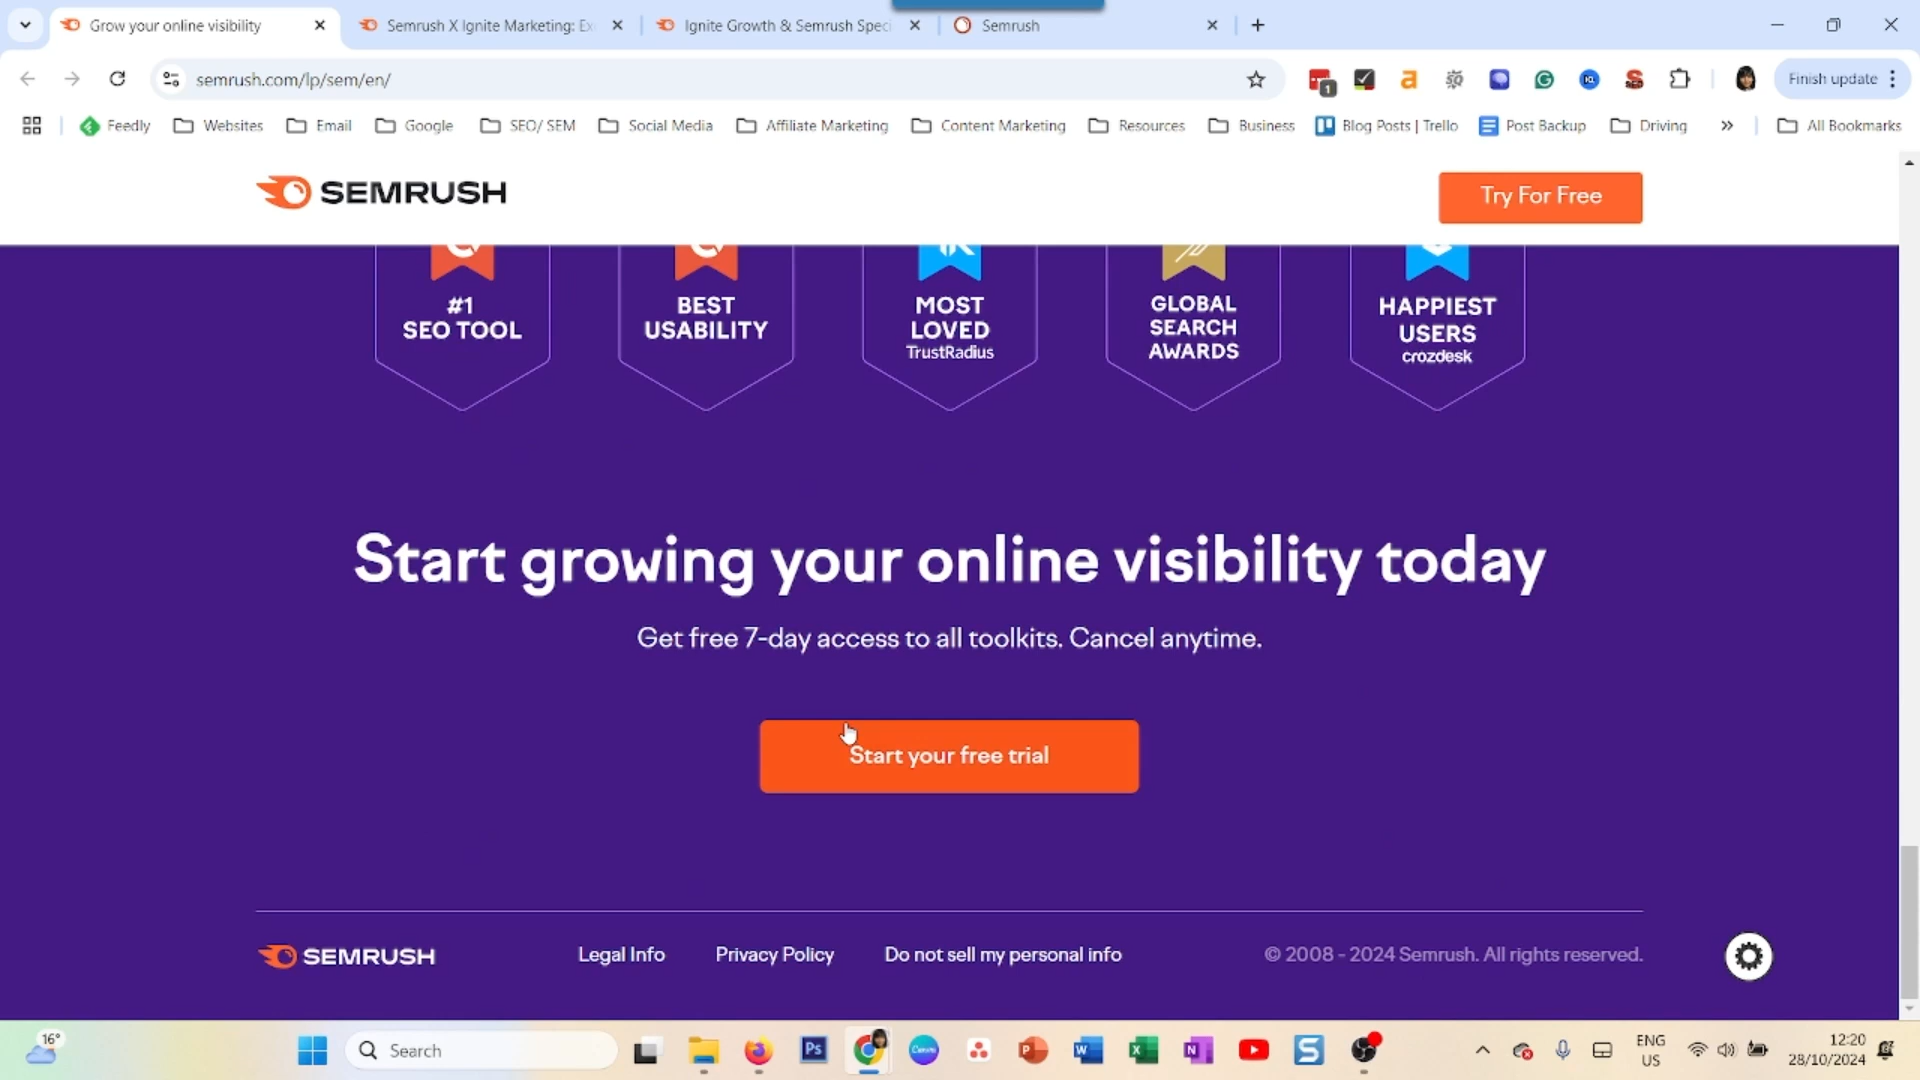 Grow your online visibility
Semrush X Ignite Marketing: Ex
Ignite Growth & Semrush Speci
Semrush
semrush.com/lp/sem/en/
1
Finish update
Feedly
Websites
Email
Google
SEO/ SEM
Social Media
Affiliate Marketing
Content Marketing
Resources
Business
Blog Posts | Trello
Post Backup
Driving
All Bookmarks
SEMRUSH
Try For Free
#1
SEO TOOL
BEST
USABILITY
MOST
LOVED
TrustRadius
GLOBAL
SEARCH
AWARDS
HAPPIEST
USERS
crozdesk
Start growing your online visibility today
Get free 7-day access to all toolkits. Cancel anytime.
Start your free trial
SEMRUSH
Legal Info
Privacy Policy
Do not sell my personal info
© 2008 - 2024 Semrush. All rights reserved.
16°
Search
Ps
Canva
ENG
US
12:20
28/10/2024